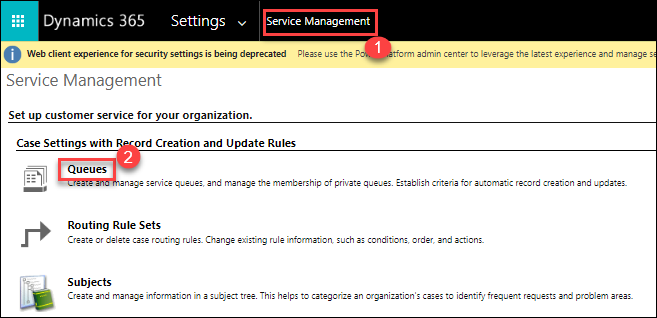 Dynamics 365 Settings Service Management
1
Web client experience for security settings is being deprecated Please use the Power Platform admin center to leverage the latest experience and manage se
Service Management
Set up customer service for your organization.
Case Settings with Record Creation and Update Rules
2
Queues
Create and manage service queues, and manage the membership of private queues. Establish criteria for automatic record creation and updates.
Routing Rule Sets
Create or delete case routing rules. Change existing rule information, such as conditions, order, and actions.
Subjects
Create and manage information in a subject tree. This helps to categorize an organization's cases to identify frequent requests and problem areas.